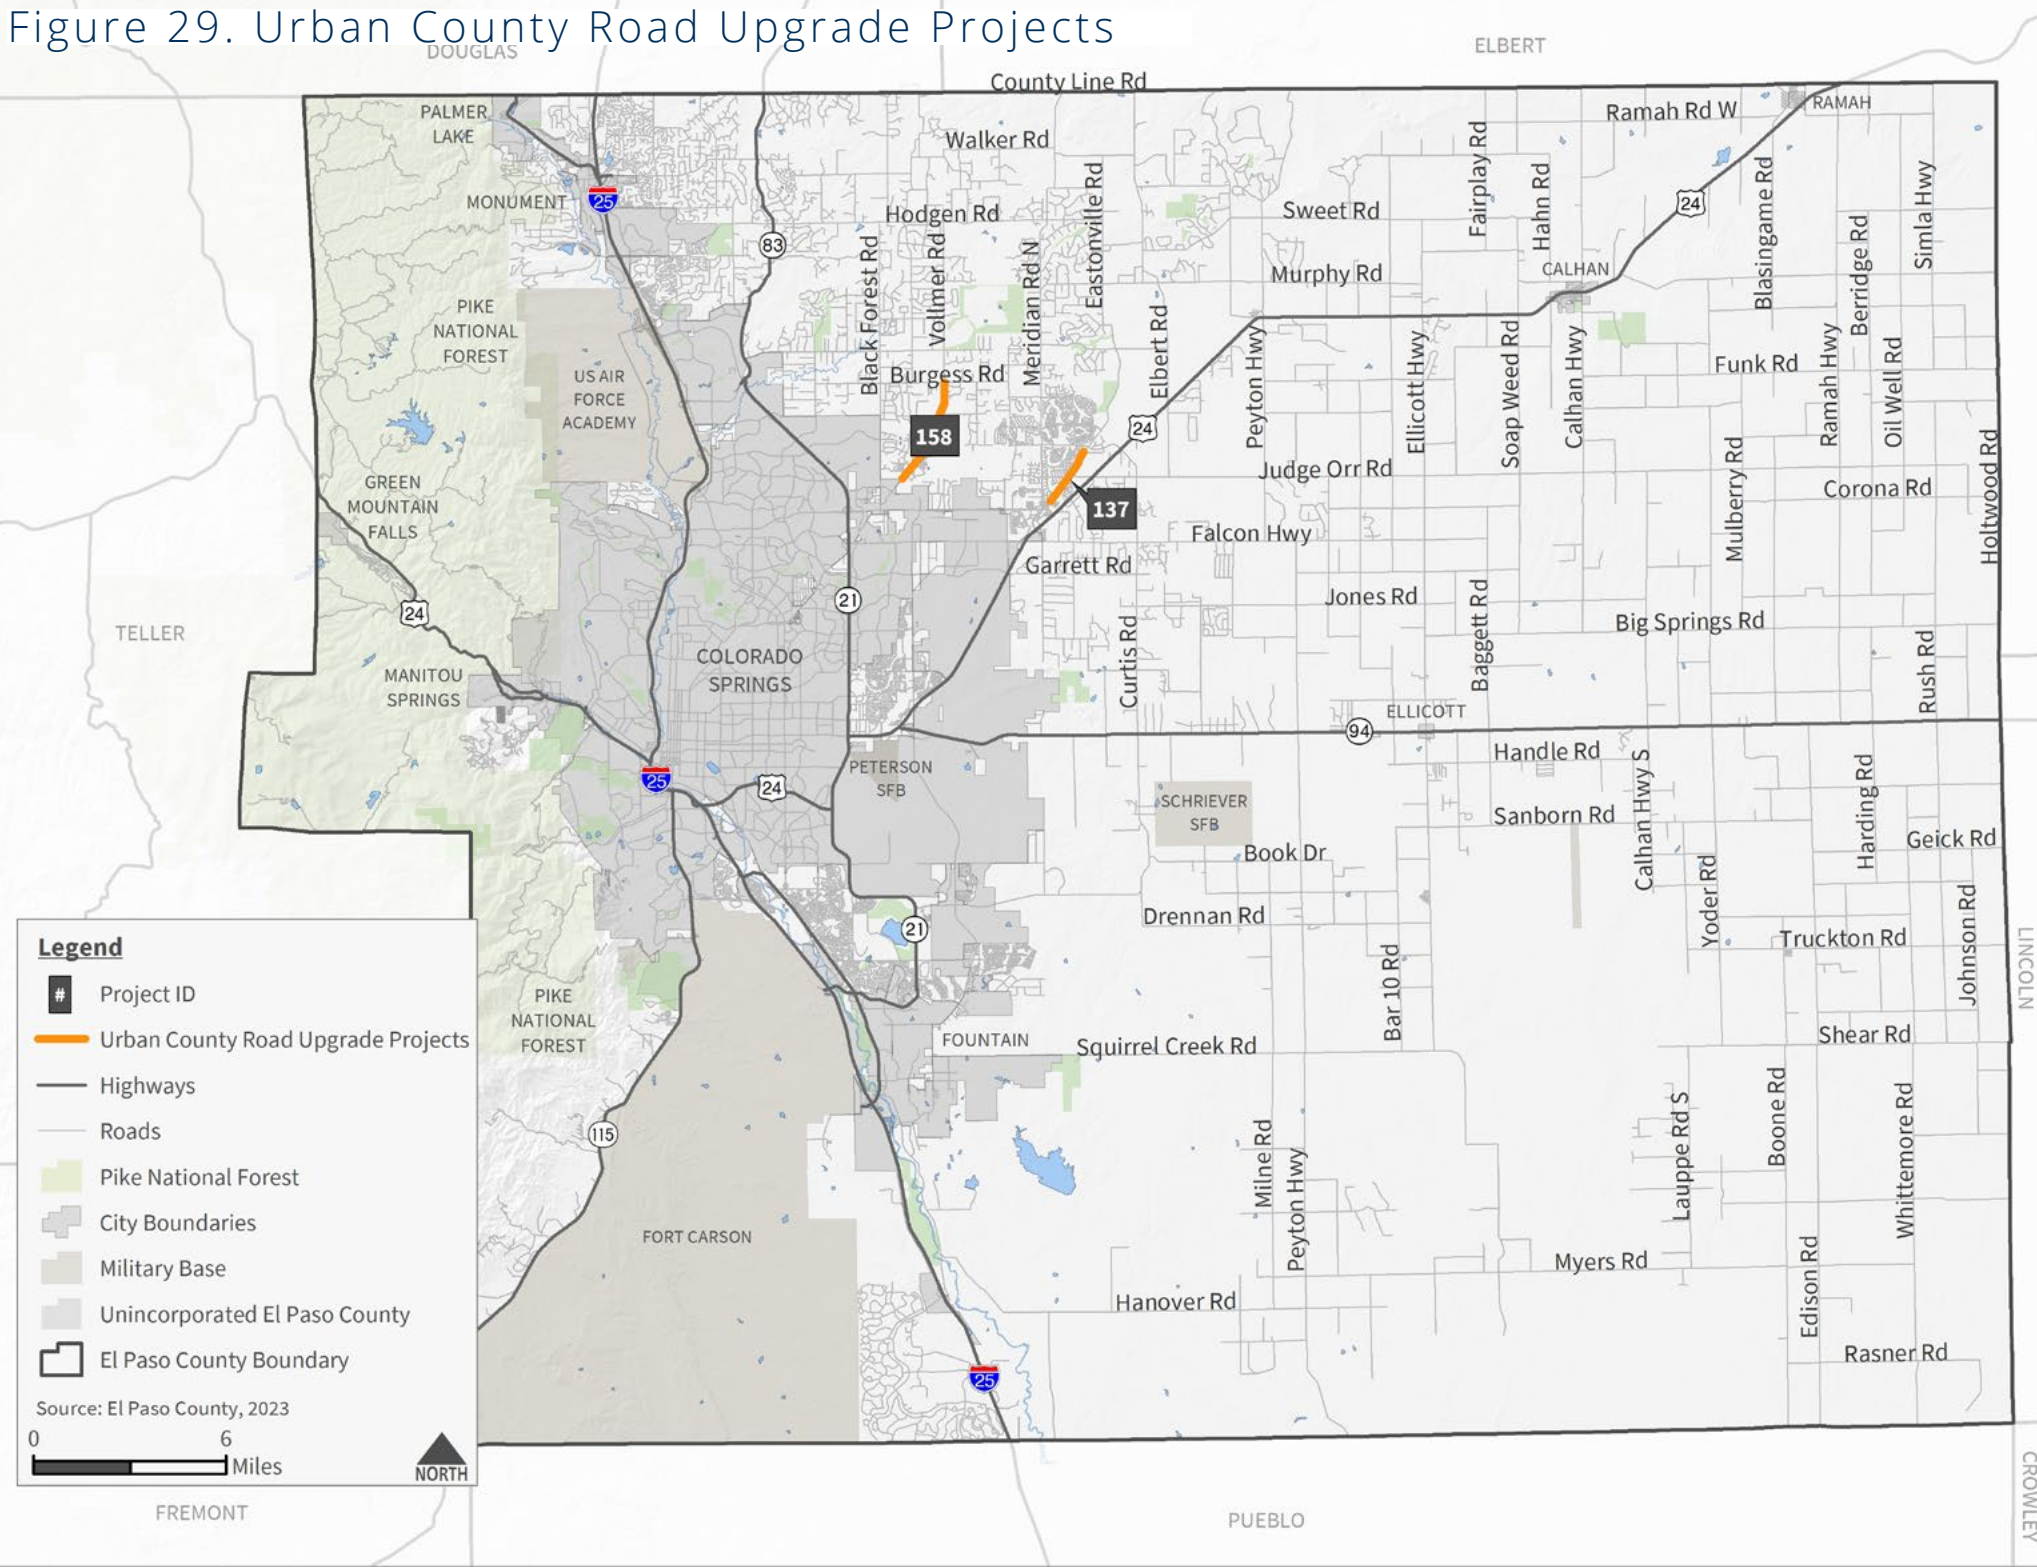 Figure 29. Urban County Road Upgrade Projects
DOUGLAS
ELBERT
County Line Rd
PALMER
LAKE
Ramah Rd W
RAMAH
Walker Rd
MONUMENT
25
83
Hodgen Rd
Black Forest Rd
Vollmer Rd
Meridian Rd N
Eastonville Rd
Elbert Rd
Sweet Rd
Murphy Rd
Fairplay Rd
Hahn Rd
CALHAN
24
Blasingame Rd
Berridge Rd
Simla Hwy
PIKE
NATIONAL
FOREST
US AIR
FORCE
ACADEMY
Burgess Rd
158
24
137
Peyton Hwy
Ellicott Hwy
Soap Weed Rd
Calhan Hwy
Funk Rd
Ramah Hwy
Oil Well Rd
Mulberry Rd
Judge Orr Rd
Corona Rd
Holtwood Rd
GREEN
MOUNTAIN
FALLS
Falcon Hwy
Garrett Rd
24
21
Jones Rd
Baggett Rd
Big Springs Rd
TELLER
COLORADO
SPRINGS
Curtis Rd
Rush Rd
MANITOU
SPRINGS
ELLICOTT
94
25
24
PETERSON
SFB
SCHRIEVER
SFB
Handle Rd
Sanborn Rd
Calhan Hwy S
Harding Rd
Geick Rd
Book Dr
Yoder Rd
Johnson Rd
Drennan Rd
21
Bar 10 Rd
Truckton Rd
LINCOLN
PIKE
NATIONAL
FOREST
FOUNTAIN
Squirrel Creek Rd
Shear Rd
115
Milne Rd
Peyton Hwy
Lauppe Rd S
Boone Rd
Whittemore Rd
FORT CARSON
Myers Rd
Edison Rd
Hanover Rd
Rasner Rd
25
Legend
# Project ID
Urban County Road Upgrade Projects
Highways
Roads
Pike National Forest
City Boundaries
Military Base
Unincorporated El Paso County
El Paso County Boundary
Source: El Paso County, 2023
0 6
Miles
NORTH
FREMONT
PUEBLO
CROWLEY